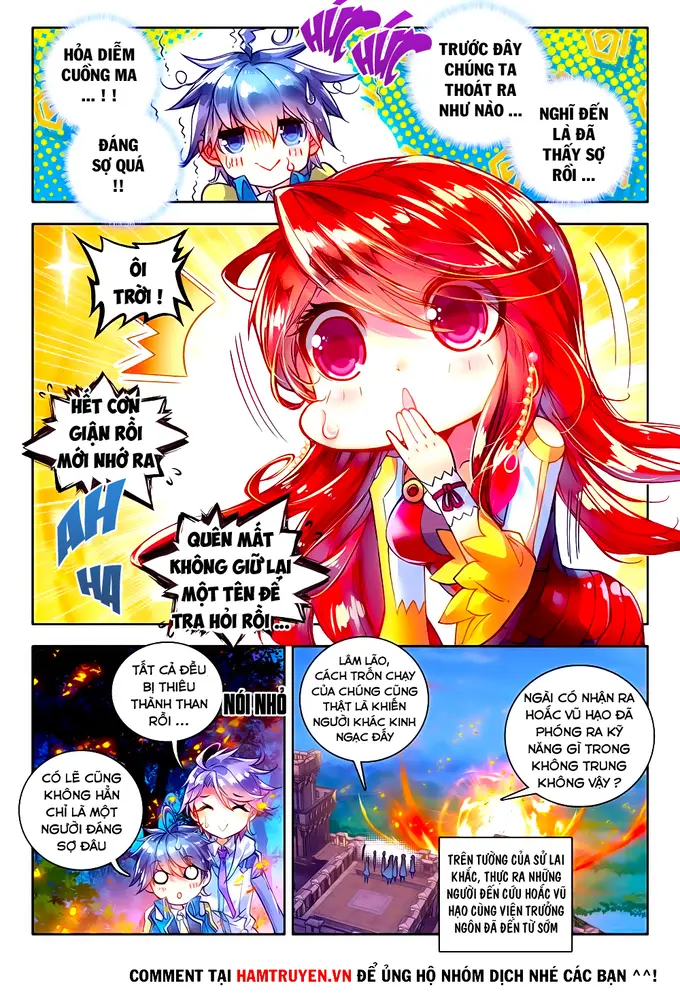 HỎA DIỄM
CUỒNG MA
... ! !
ĐÁNG
SỢ QUÁ
!!
HỨC
HỨC
TRƯỚC ĐÂY
CHÚNG TA
THOÁT RA
NHƯ NÀO ...
NGHĨ ĐẾN
LÀ ĐÃ
THẤY SỢ
RỒI ...
ÔI
TRỜI !
HẾT CƠN
GIẬN RỒI
MỚI NHỚ RA
AH
HA
QUÊN MẤT
KHÔNG GIỮ LẠI
MỘT TÊN ĐỂ
TRA HỎI RỒI ...
TẤT CẢ ĐỀU
BỊ THIÊU
THÀNH THAN
RỒI ...
NÓI NHỎ
CÓ LẼ CŨNG
KHÔNG HẲN
CHỈ LÀ MỘT
NGƯỜI ĐÁNG
SỢ ĐÂU
LÂM LÃO,
CÁCH TRỐN CHẠY
CỦA CHÚNG CŨNG
THẬT LÀ KHIẾN
NGƯỜI KHÁC KINH
NGẠC ĐẤY
NGÀI CÓ NHẬN RA
HOẮC VŨ HẠO ĐÃ
PHÓNG RA KỸ
NĂNG GÌ TRONG
KHÔNG TRUNG
KHÔNG VẬY ?
TRÊN TƯỜNG CỦA SỬ LAI
KHẮC, THỰC RA NHỮNG
NGƯỜI ĐẾN CỨU HOẮC VŨ
HẠO CÙNG VIỆN TRƯỞNG
NGÔN ĐÃ ĐẾN TỪ SỚM
COMMENT TẠI HAMTRUYEN.VN ĐỂ ỦNG HỘ NHÓM DỊCH NHÉ CÁC BẠN ^^!